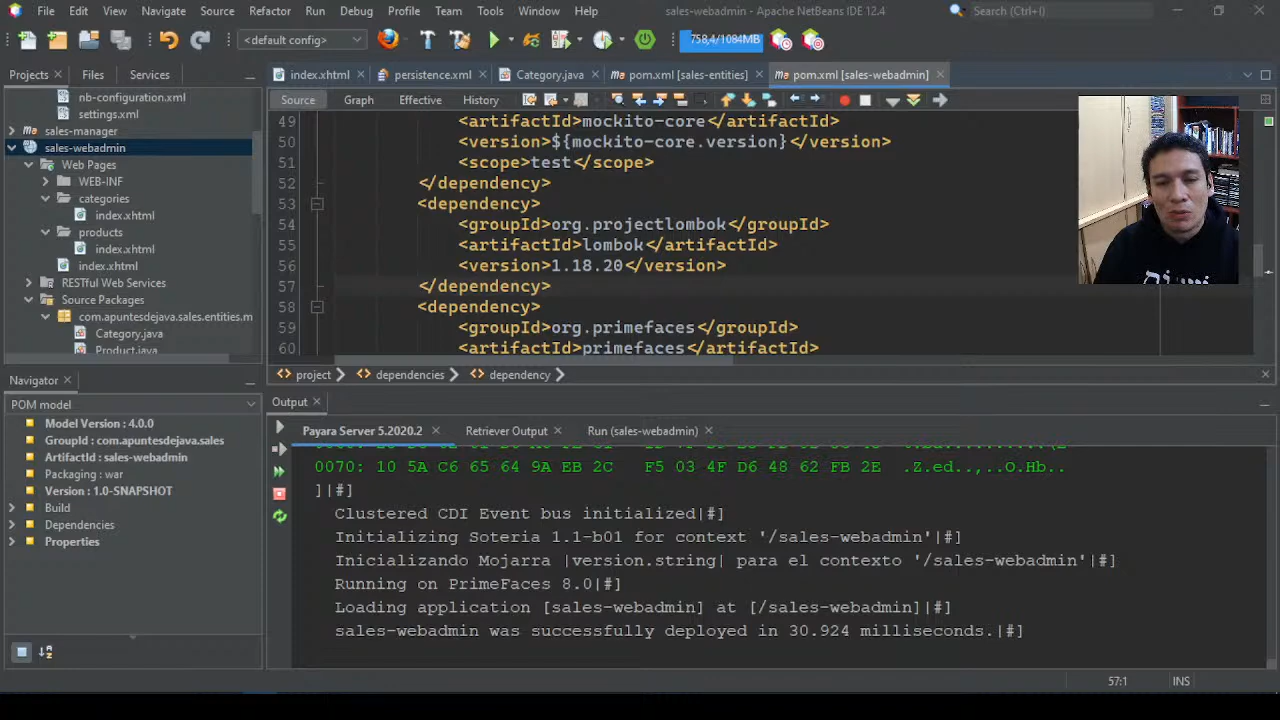 File Edit View Navigate Source Refactor Run Debug Profile Team Tools Window Help sales-webadmin - Apache NetBeans IDE 12.4 Search (Ctrl+I)
<default config> 758,4/1084MB
Projects Files Services index.xhtml persistence.xml Category.java pom.xml [sales-entities] pom.xml [sales-webadmin]
Source Graph Effective History
nb-configuration.xml
settings.xml
sales-manager
sales-webadmin
Web Pages
WEB-INF
categories
index.xhtml
products
index.xhtml
index.xhtml
RESTful Web Services
Source Packages
com.apuntesdejava.sales.entities.m
Category.java
Product.java
49 <artifactId>mockito-core</artifactId>
50 <version>${mockito-core.version}</version>
51 <scope>test</scope>
52 </dependency>
53 <dependency>
54 <groupId>org.projectlombok</groupId>
55 <artifactId>lombok</artifactId>
56 <version>1.18.20</version>
57 </dependency>
58 <dependency>
59 <groupId>org.primefaces</groupId>
60 <artifactId>primefaces</artifactId>
project dependencies dependency
Navigator
POM model
Model Version : 4.0.0
GroupId : com.apuntesdejava.sales
ArtifactId : sales-webadmin
Packaging : war
Version : 1.0-SNAPSHOT
Build
Dependencies
Properties
Output
Payara Server 5.2020.2 Retriever Output Run (sales-webadmin)
0070: 10 5A C6 65 64 9A EB 2C F5 03 4F D6 48 62 FB 2E .Z.ed..,..O.Hb..
]|#]
Clustered CDI Event bus initialized|#]
Initializing Soteria 1.1-b01 for context '/sales-webadmin'|#]
Inicializando Mojarra |version.string| para el contexto '/sales-webadmin'|#]
Running on PrimeFaces 8.0|#]
Loading application [sales-webadmin] at [/sales-webadmin]|#]
sales-webadmin was successfully deployed in 30.924 milliseconds.|#]
57:1 INS